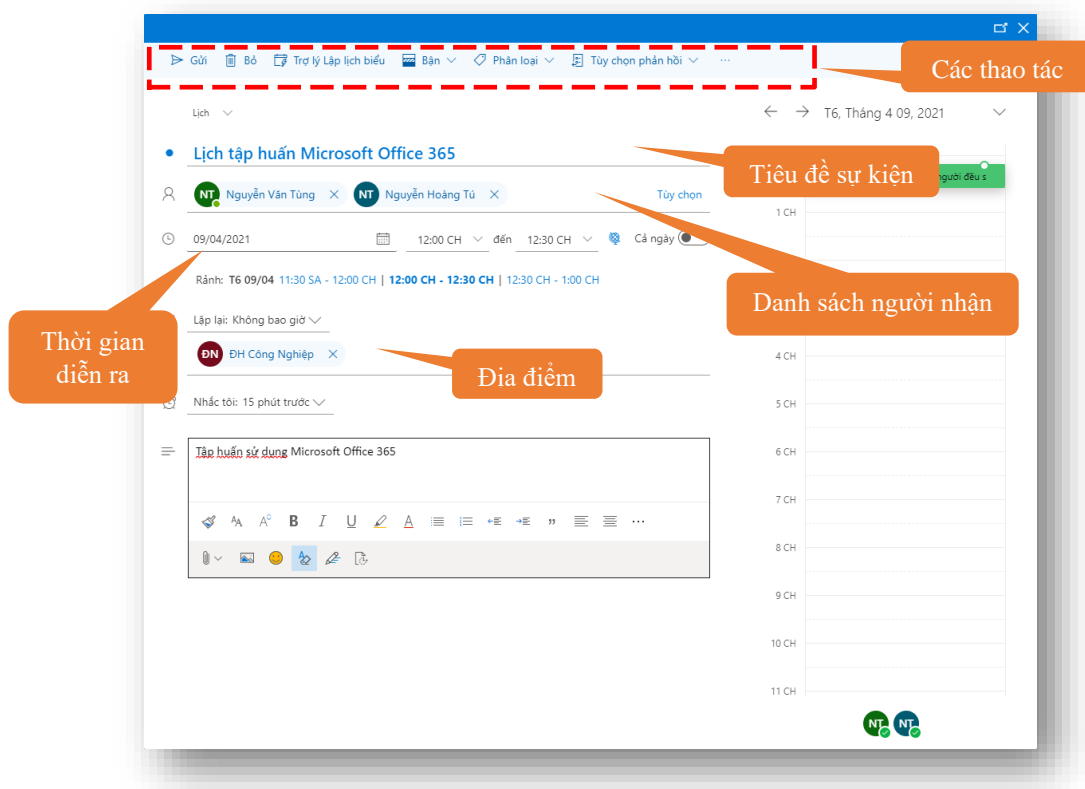 Gửi Bỏ Trợ lý Lập lịch biểu Bận Phân loại Tùy chọn phản hồi ...
Các thao tác
Lịch
T6, Tháng 4 09, 2021
Lịch tập huấn Microsoft Office 365
Tiêu đề sự kiện
người đều s
NT Nguyễn Văn Tùng NT Nguyễn Hoàng Tú Tùy chọn
1 CH
09/04/2021 12:00 CH đến 12:30 CH Cả ngày
Rảnh: T6 09/04 11:30 SA - 12:00 CH | 12:00 CH - 12:30 CH | 12:30 CH - 1:00 CH
Danh sách người nhận
Lặp lại: Không bao giờ
Thời gian
diễn ra
ĐN ĐH Công Nghiệp
4 CH
Đia điểm
Nhắc tôi: 15 phút trước
5 CH
Tập huấn sử dụng Microsoft Office 365
6 CH
7 CH
8 CH
9 CH
10 CH
11 CH
NT NT